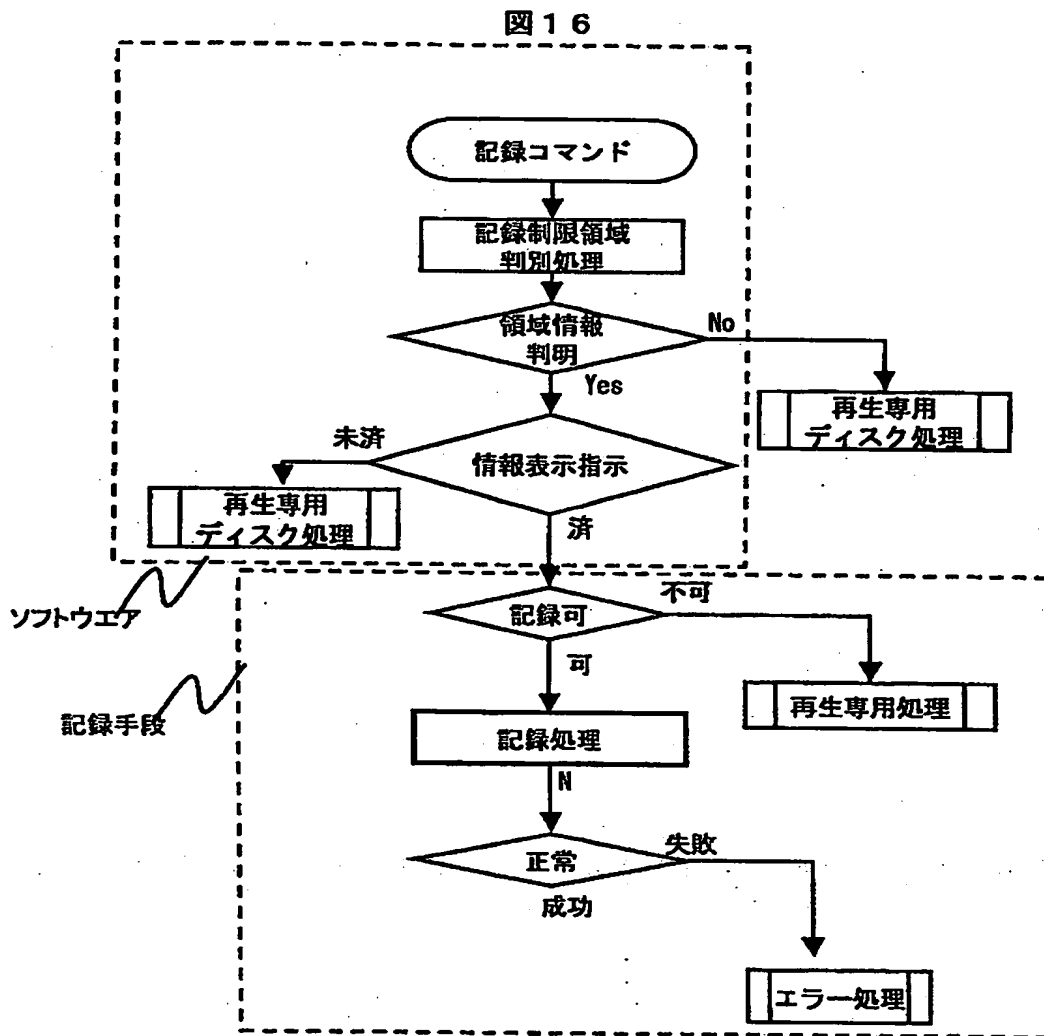 図16
記録コマンド
記録制限領域
判別処理
領域情報
判明
No
Yes
再生専用
ディスク処理
未済
情報表示指示
再生専用
ディスク処理
済
ソフトウエア
不可
記録可
可
記録手段
再生専用処理
記録処理
N
失敗
正常
成功
エラー処理